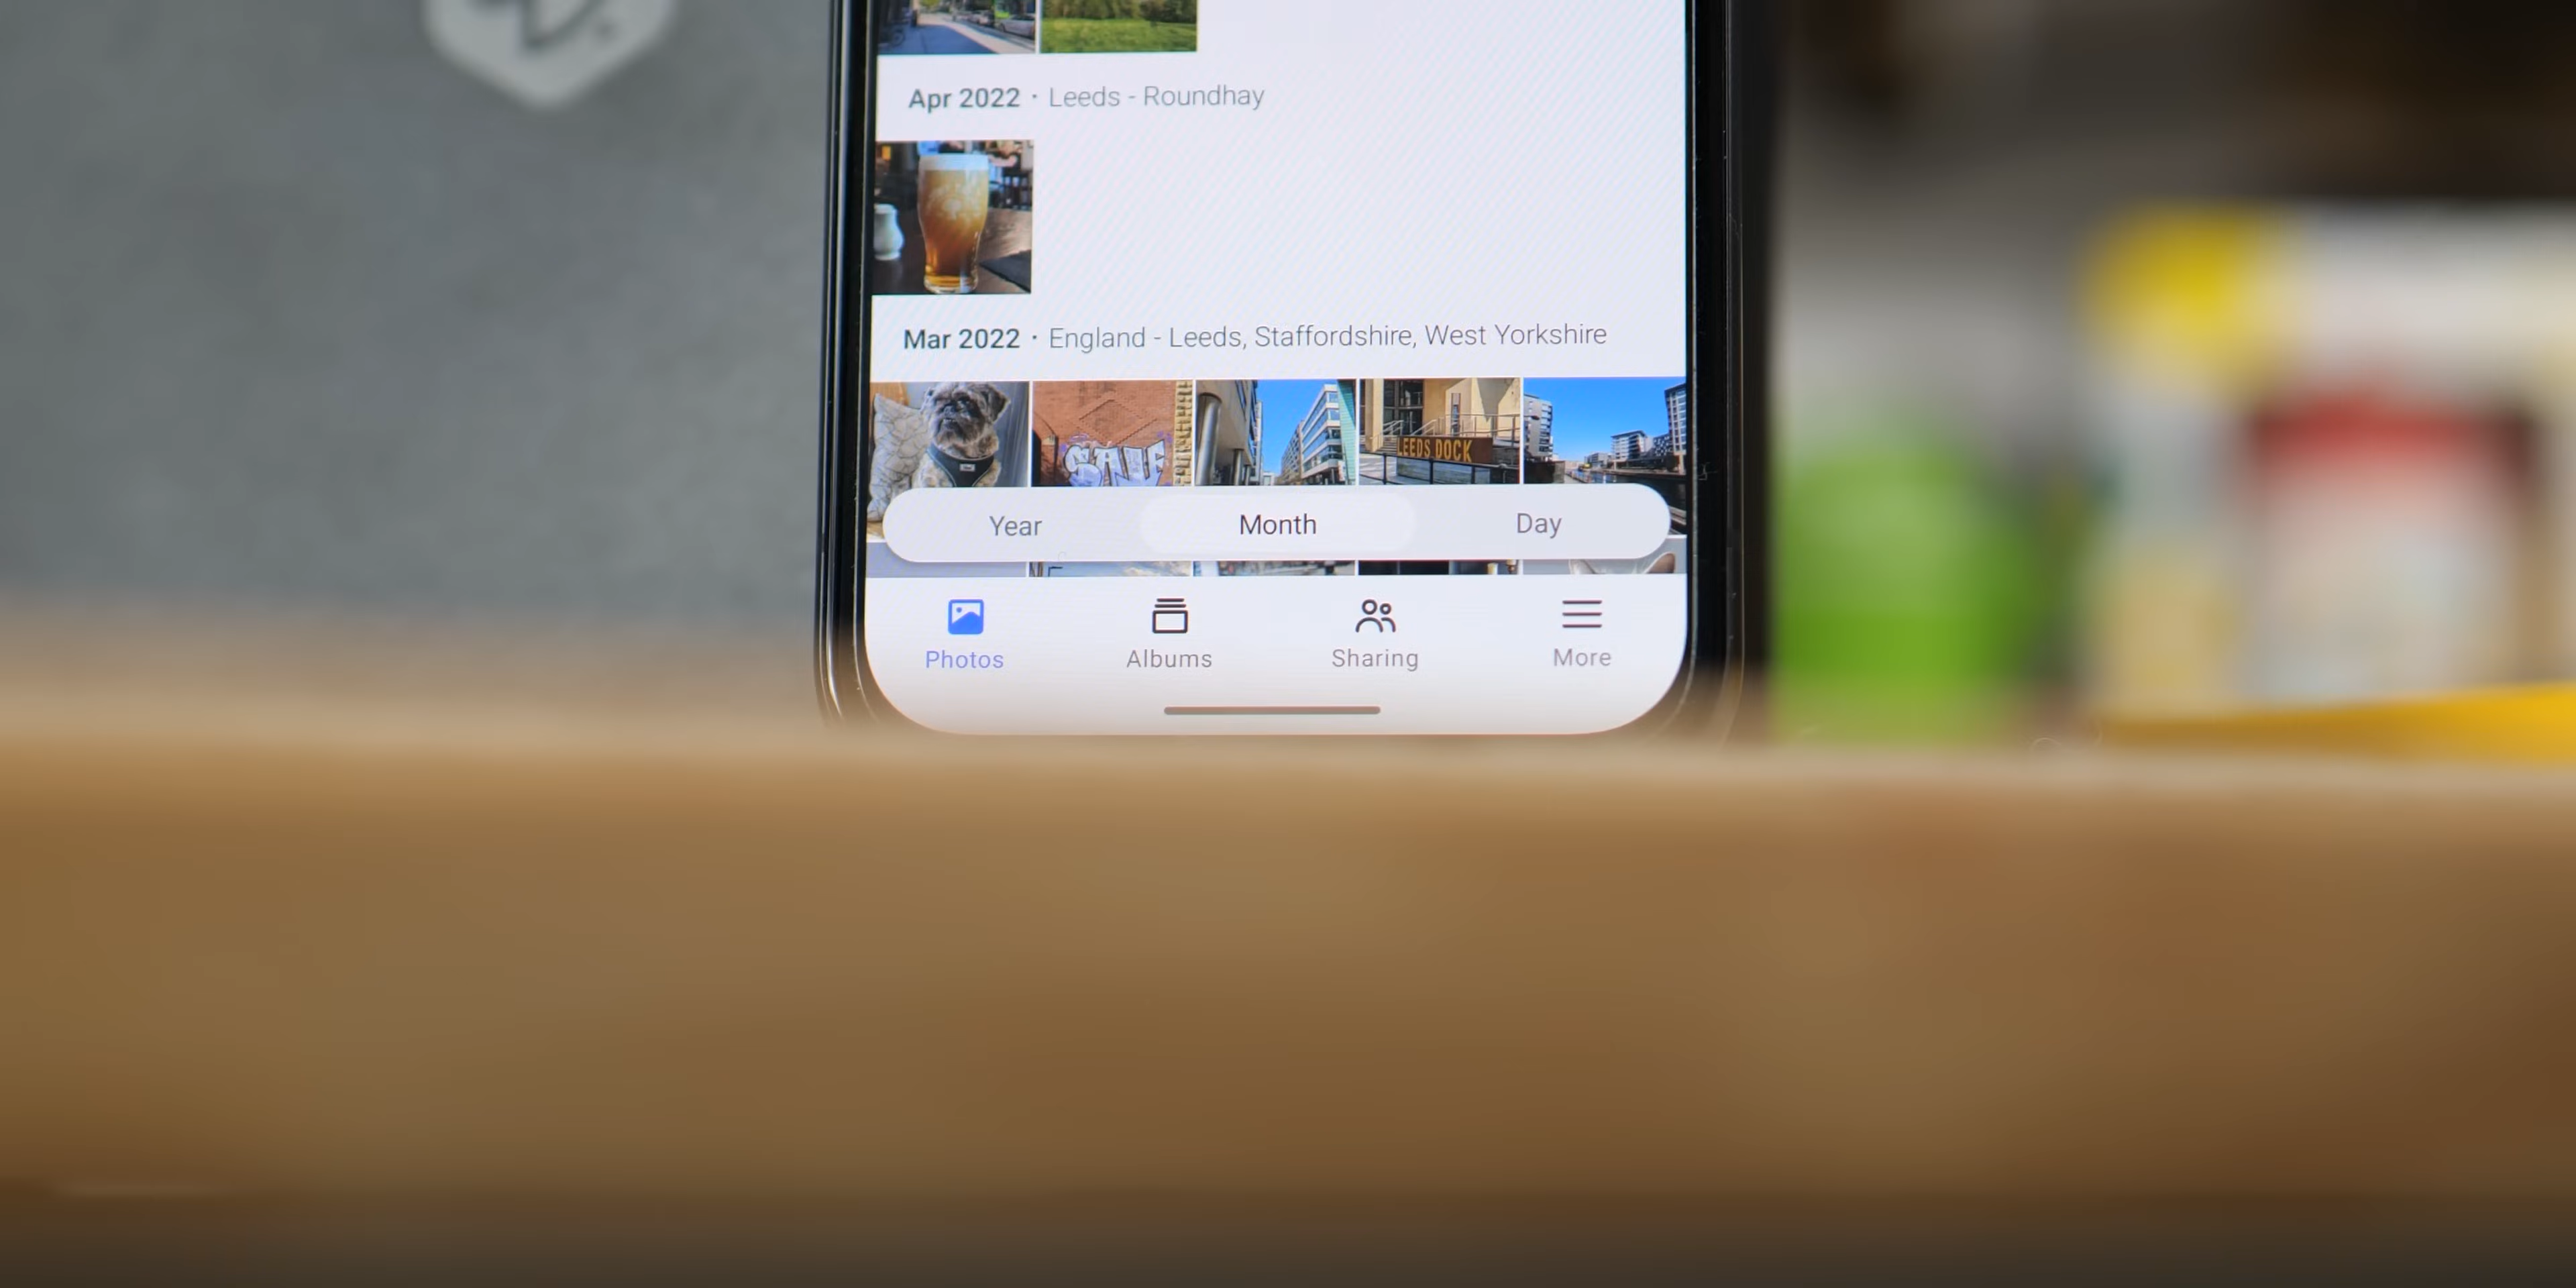 Apr 2022 · Leeds - Roundhay
Mar 2022 · England - Leeds, Staffordshire, West Yorkshire
LEEDS DOCK
Year Month Day
Photos Albums Sharing More